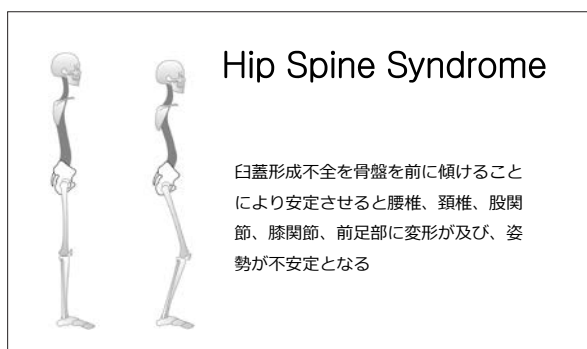 Hip Spine Syndrome
臼蓋形成不全を骨盤を前に傾けること
により安定させると腰椎、頚椎、股関
節、膝関節、前足部に変形が及び、姿
勢が不安定となる